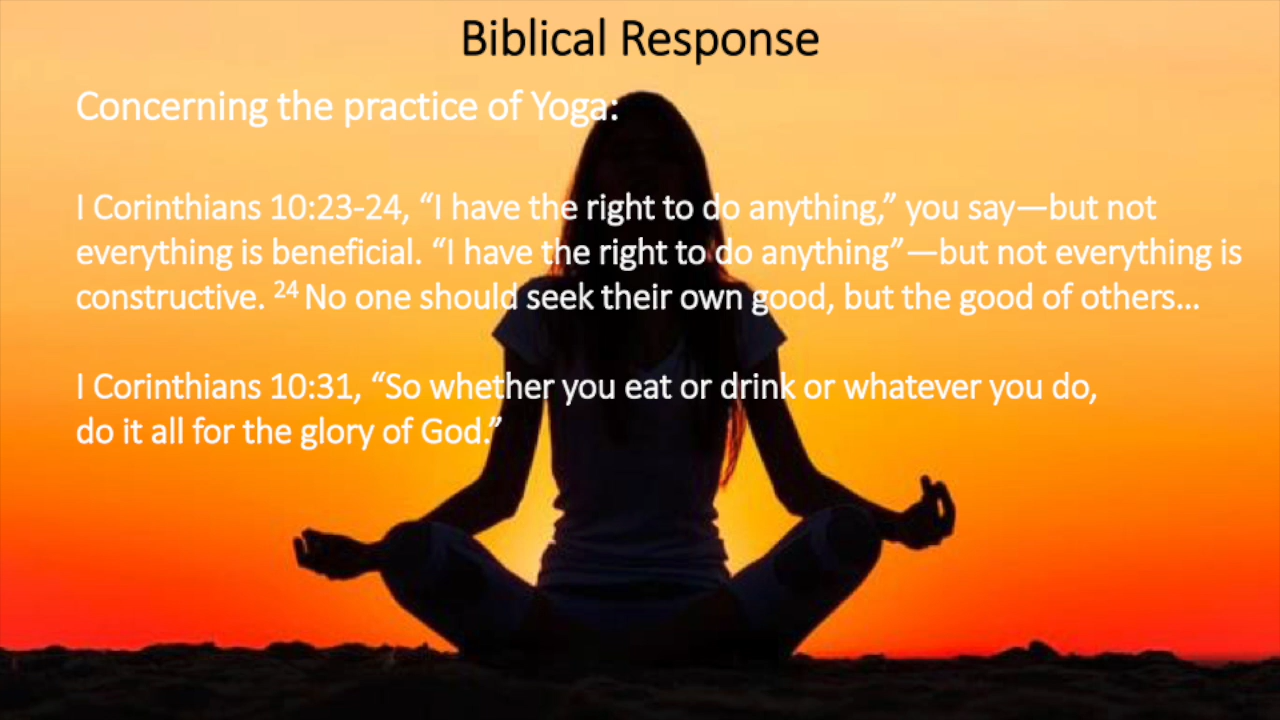 Biblical Response
Concerning the practice of Yoga:
I Corinthians 10:23-24, “I have the right to do anything,” you say—but not
everything is beneficial. “I have the right to do anything”—but not everything is
constructive. ²⁴ No one should seek their own good, but the good of others…
I Corinthians 10:31, “So whether you eat or drink or whatever you do,
do it all for the glory of God.”